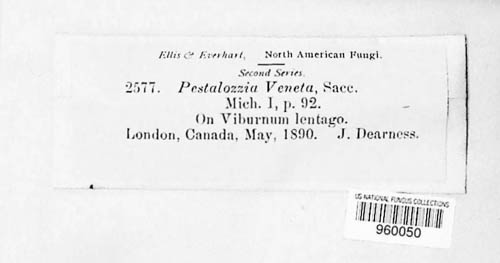 Ellis & Everhart, North American Fungi.
Second Series.
2577. Pestalozzia Veneta, Sacc.
Mich. I, p. 92.
On Viburnum lentago.
London, Canada, May, 1890. J. Dearness.
US NATIONAL FUNGUS COLLECTIONS
960050